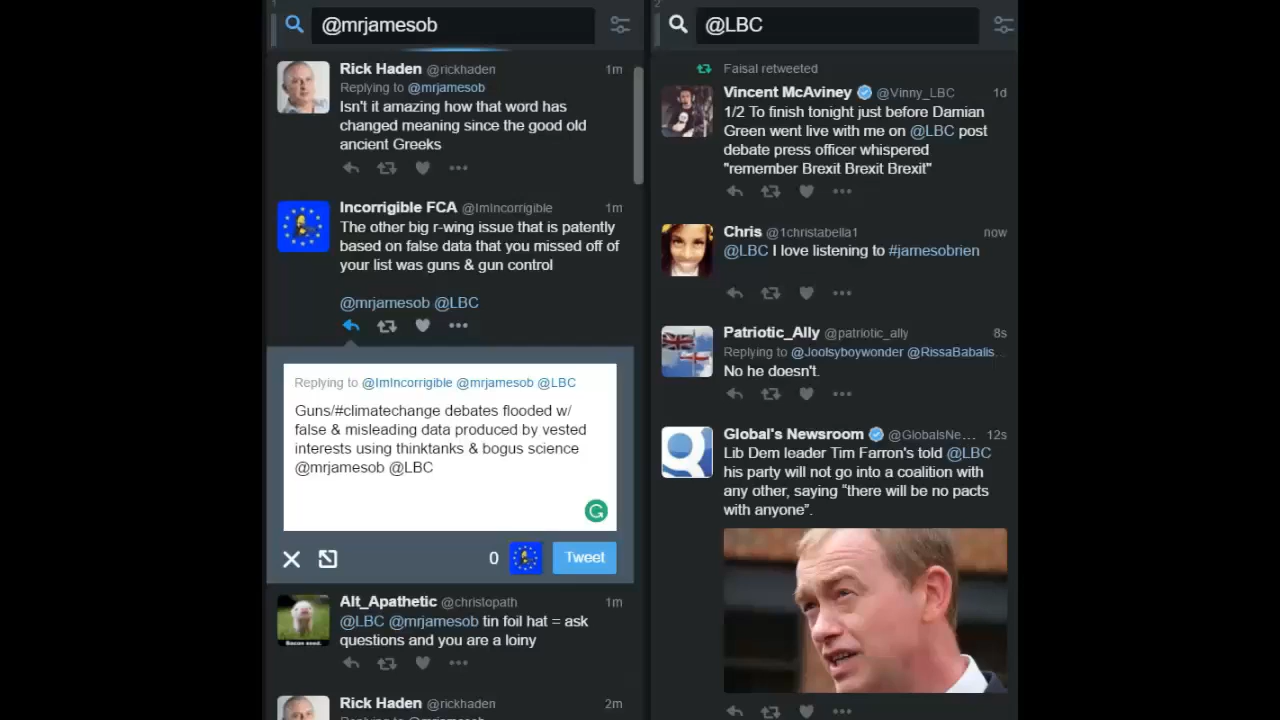 1
@mrjamesob
Rick Haden @rickhaden 1m
Replying to @mrjamesob
Isn't it amazing how that word has
changed meaning since the good old
ancient Greeks
Incorrigible FCA @ImIncorrigible 1m
The other big r-wing issue that is patently
based on false data that you missed off of
your list was guns & gun control
@mrjamesob @LBC
Replying to @ImIncorrigible @mrjamesob @LBC
Guns/#climatechange debates flooded w/
false & misleading data produced by vested
interests using thinktanks & bogus science
@mrjamesob @LBC
0 Tweet
Alt_Apathetic @christopath 1m
@LBC @mrjamesob tin foil hat = ask
questions and you are a loiny
Rick Haden @rickhaden 2m
Replying to @mrjamesob
2
@LBC
Faisal retweeted
Vincent McAviney @Vinny_LBC 1d
1/2 To finish tonight just before Damian
Green went live with me on @LBC post
debate press officer whispered
"remember Brexit Brexit Brexit"
Chris @1christabella1 now
@LBC I love listening to #jamesobrien
Patriotic_Ally @patriotic_ally 8s
Replying to @Joolsyboywonder @RissaBabalis...
No he doesn't.
Global's Newsroom @GlobalsNe... 12s
Lib Dem leader Tim Farron's told @LBC
his party will not go into a coalition with
any other, saying “there will be no pacts
with anyone”.